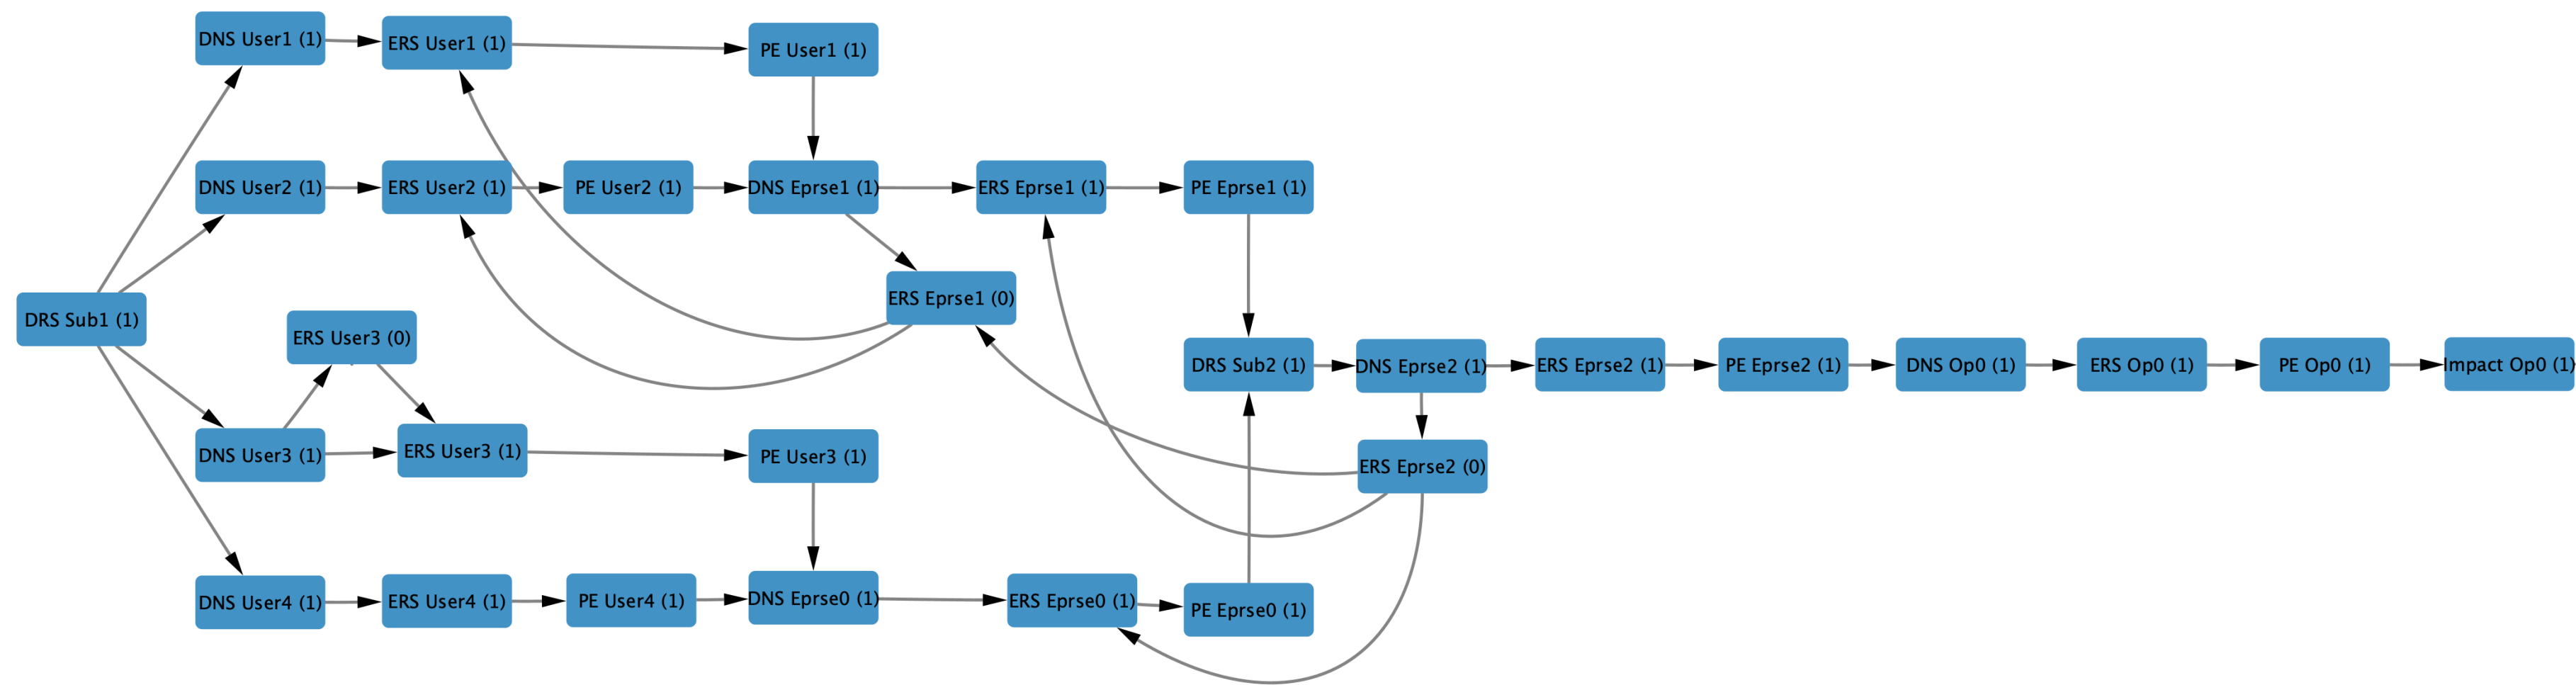 DNS User1 (1)
ERS User1 (1)
PE User1 (1)
DNS User2 (1)
ERS User2 (1)
PE User2 (1)
DNS Eprse1 (1)
ERS Eprse1 (1)
PE Eprse1 (1)
ERS Eprse1 (0)
DRS Sub1 (1)
ERS User3 (0)
DRS Sub2 (1)
DNS Eprse2 (1)
ERS Eprse2 (1)
PE Eprse2 (1)
DNS Op0 (1)
ERS Op0 (1)
PE Op0 (1)
Impact Op0 (1)
DNS User3 (1)
ERS User3 (1)
PE User3 (1)
ERS Eprse2 (0)
DNS User4 (1)
ERS User4 (1)
PE User4 (1)
DNS Eprse0 (1)
ERS Eprse0 (1)
PE Eprse0 (1)